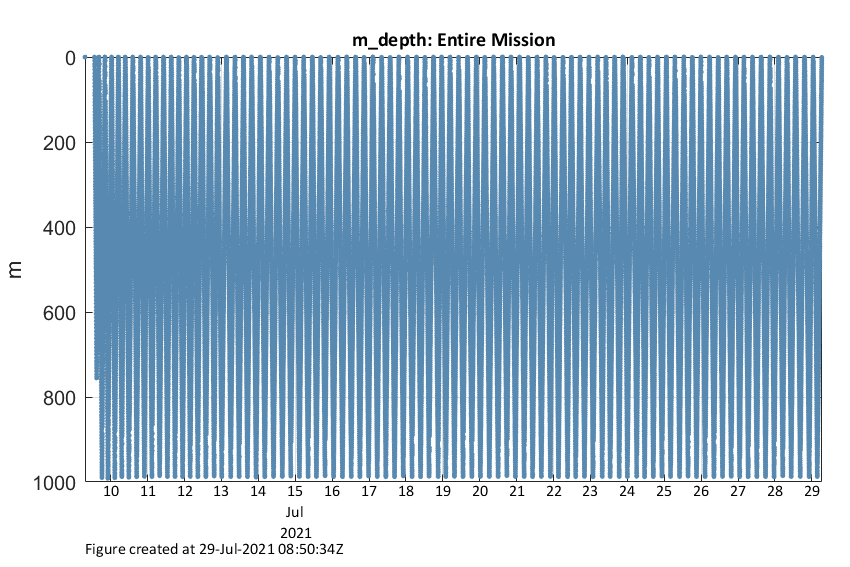 m_depth: Entire Mission
0
200
400
600
800
1000
m
10 11 12 13 14 15 16 17 18 19 20 21 22 23 24 25 26 27 28 29
Jul
2021
Figure created at 29-Jul-2021 08:50:34Z